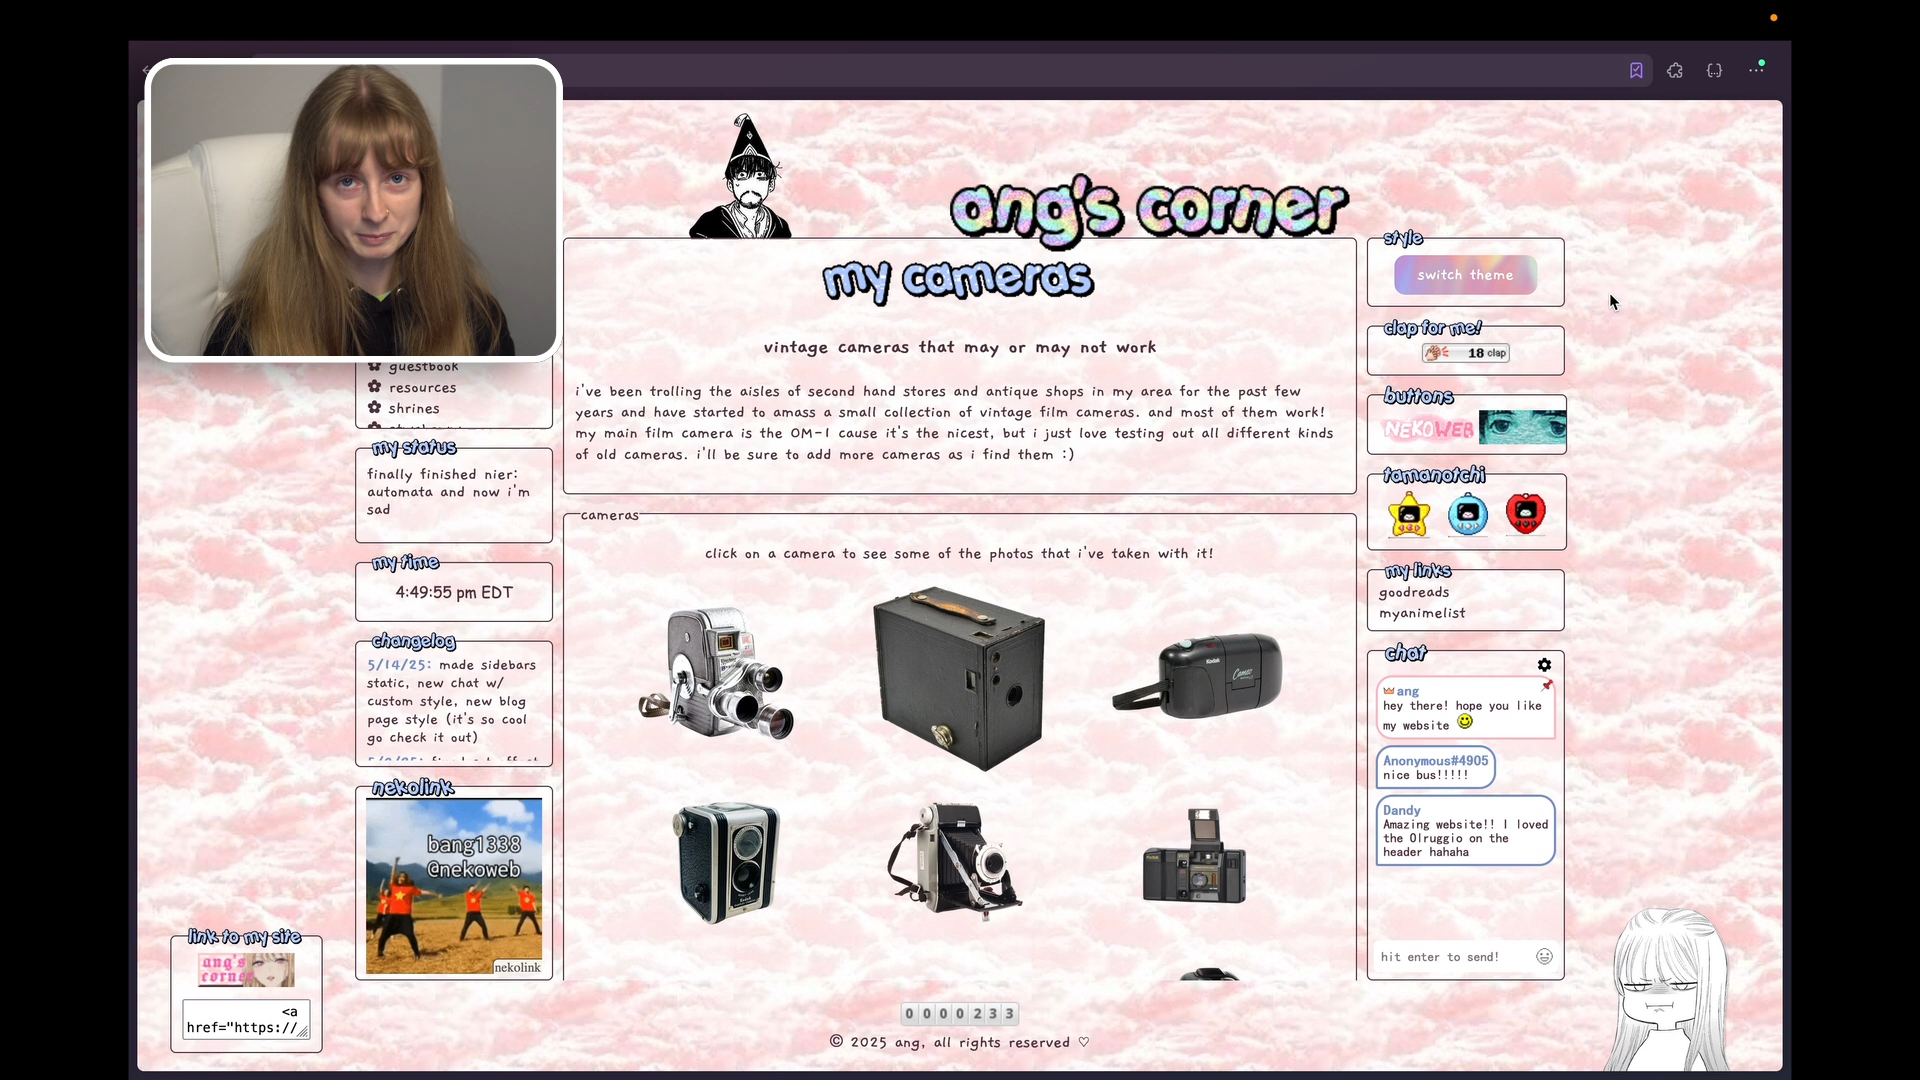 ang's corner
my cameras
vintage cameras that may or may not work
i've been trolling the aisles of second hand stores and antique shops in my area for the past few
years and have started to amass a small collection of vintage film cameras. and most of them work!
my main film camera is the OM-1 cause it's the nicest, but i just love testing out all different kinds
of old cameras. i'll be sure to add more cameras as i find them :)
guestbook
resources
shrines
my status
finally finished nier:
automata and now i'm
sad
my time
4:49:55 pm EDT
changelog
5/14/25: made sidebars
static, new chat w/
custom style, new blog
page style (it's so cool
go check it out)
nekolink
bang1338
@nekoweb
nekolink
link to my site
ang's
corner
<a
href="https://
cameras
click on a camera to see some of the photos that i've taken with it!
Kodak
Cameo
style
switch theme
clap for me!
18 clap
buttons
NEKOWEB
tamanotchi
my links
goodreads
myanimelist
chat
ang
hey there! hope you like
my website
Anonymous#4905
nice bus!!!!!
Dandy
Amazing website!! I loved
the Olruggio on the
header hahaha
hit enter to send!
0000233
© 2025 ang, all rights reserved ♡